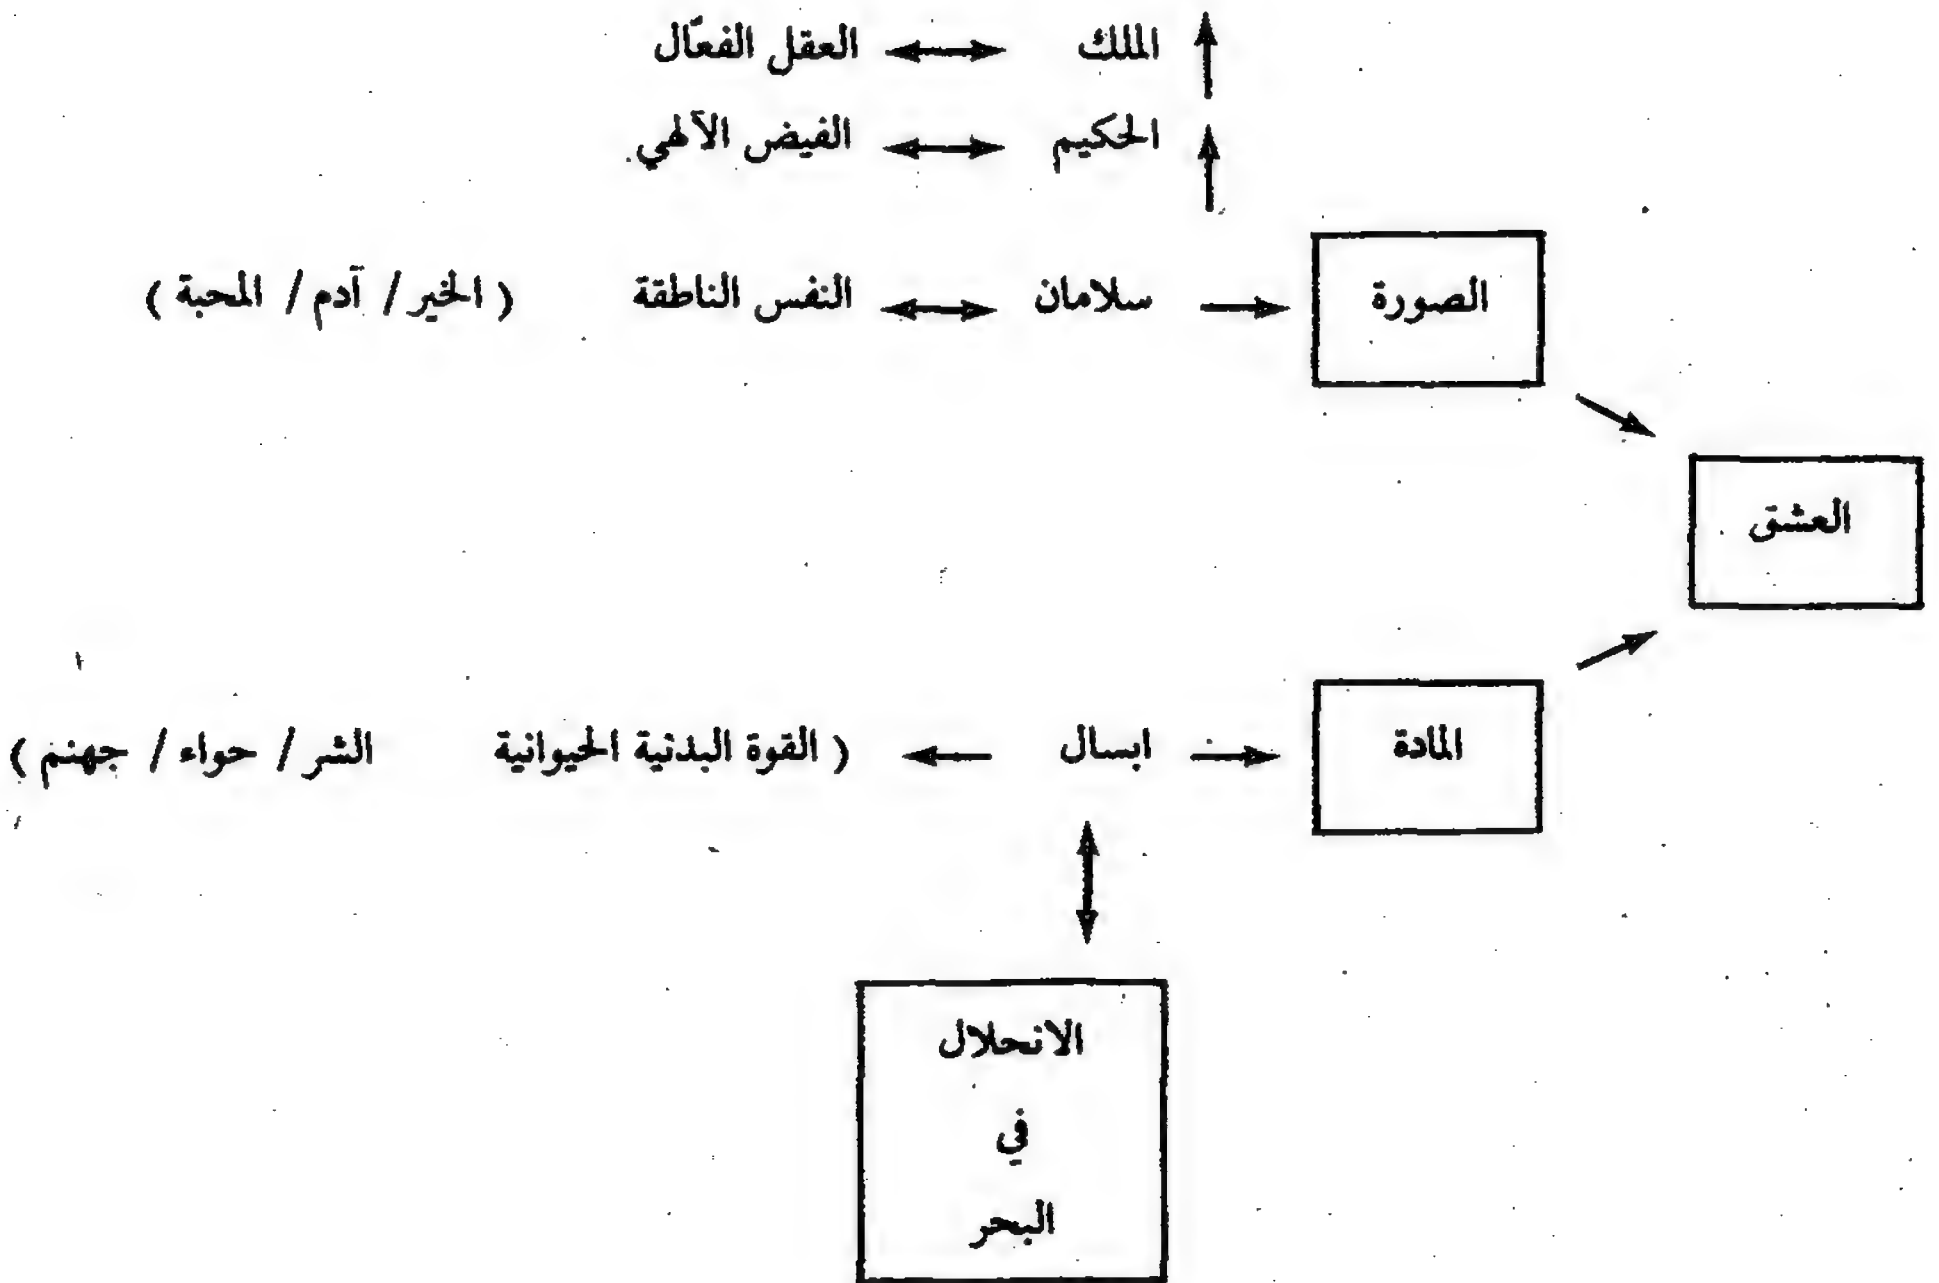 الملك العقل الفعّال
الحكيم الفيض الآلهي
الصورة سلامان النفس الناطقة ( الخير / آدم / المحبة )
العشق
المادة ابسال ( القوة البدنية الحيوانية الشر / حواء / جهنم )
الانحلال
في
البحر